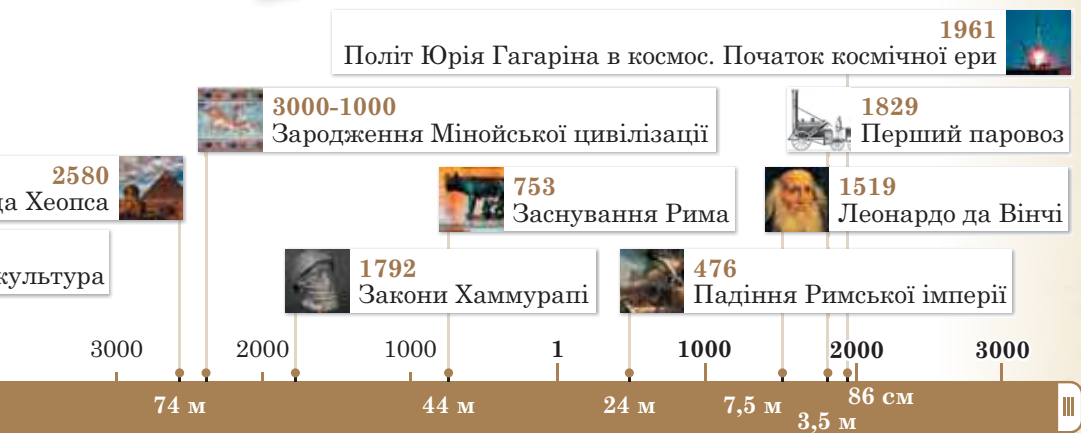 1961
Політ Юрія Гагаріна в космос. Початок космічної ери
3000-1000
Зародження Мінойської цивілізації
1829
Перший паровоз
2580
да Хеопса
753
Заснування Рима
1519
Леонардо да Вінчі
культура
1792
Закони Хаммурапі
476
Падіння Римської імперії
3000 2000 1000 1 1000 2000 3000
74 м 44 м 24 м 7,5 м 3,5 м 86 см
III